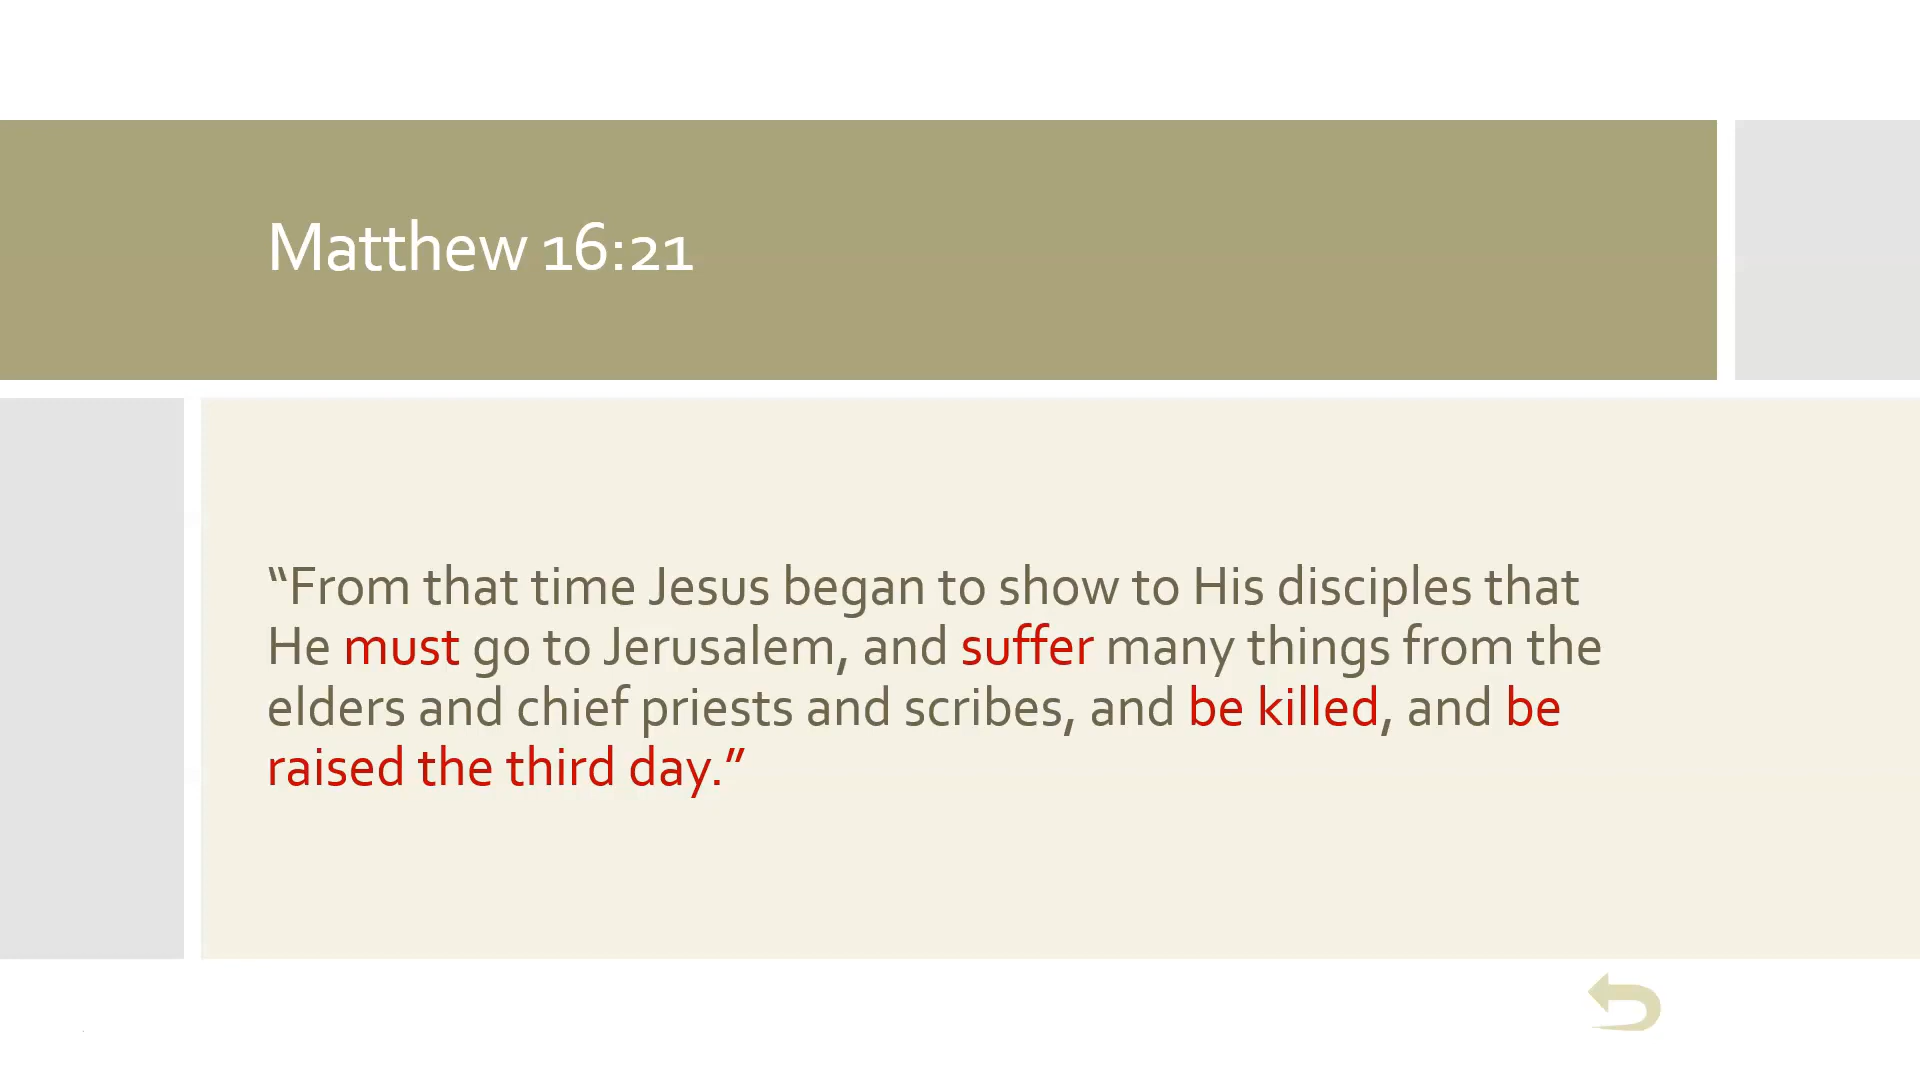 Matthew 16:21
“From that time Jesus began to show to His disciples that
He must go to Jerusalem, and suffer many things from the
elders and chief priests and scribes, and be killed, and be
raised the third day.”